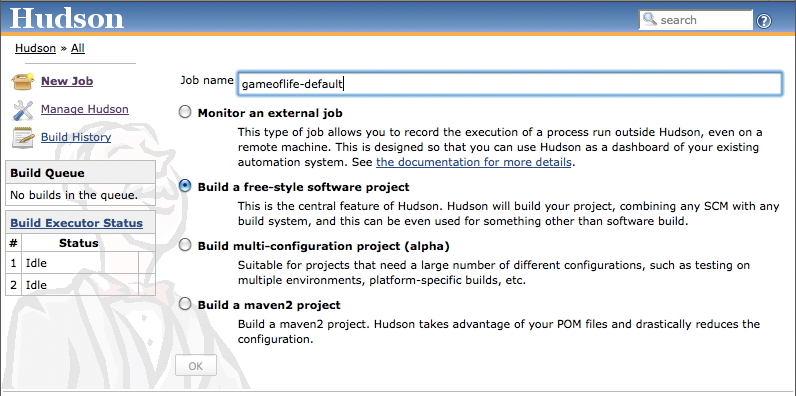 Hudson
search
?
Hudson » All
New Job
Manage Hudson
Build History
Build Queue
No builds in the queue.
Build Executor Status
# Status
1 Idle
2 Idle
Job name gameoflife-default
Monitor an external job
This type of job allows you to record the execution of a process run outside Hudson, even on a
remote machine. This is designed so that you can use Hudson as a dashboard of your existing
automation system. See the documentation for more details.
Build a free-style software project
This is the central feature of Hudson. Hudson will build your project, combining any SCM with any
build system, and this can be even used for something other than software build.
Build multi-configuration project (alpha)
Suitable for projects that need a large number of different configurations, such as testing on
multiple environments, platform-specific builds, etc.
Build a maven2 project
Build a maven2 project. Hudson takes advantage of your POM files and drastically reduces the
configuration.
OK